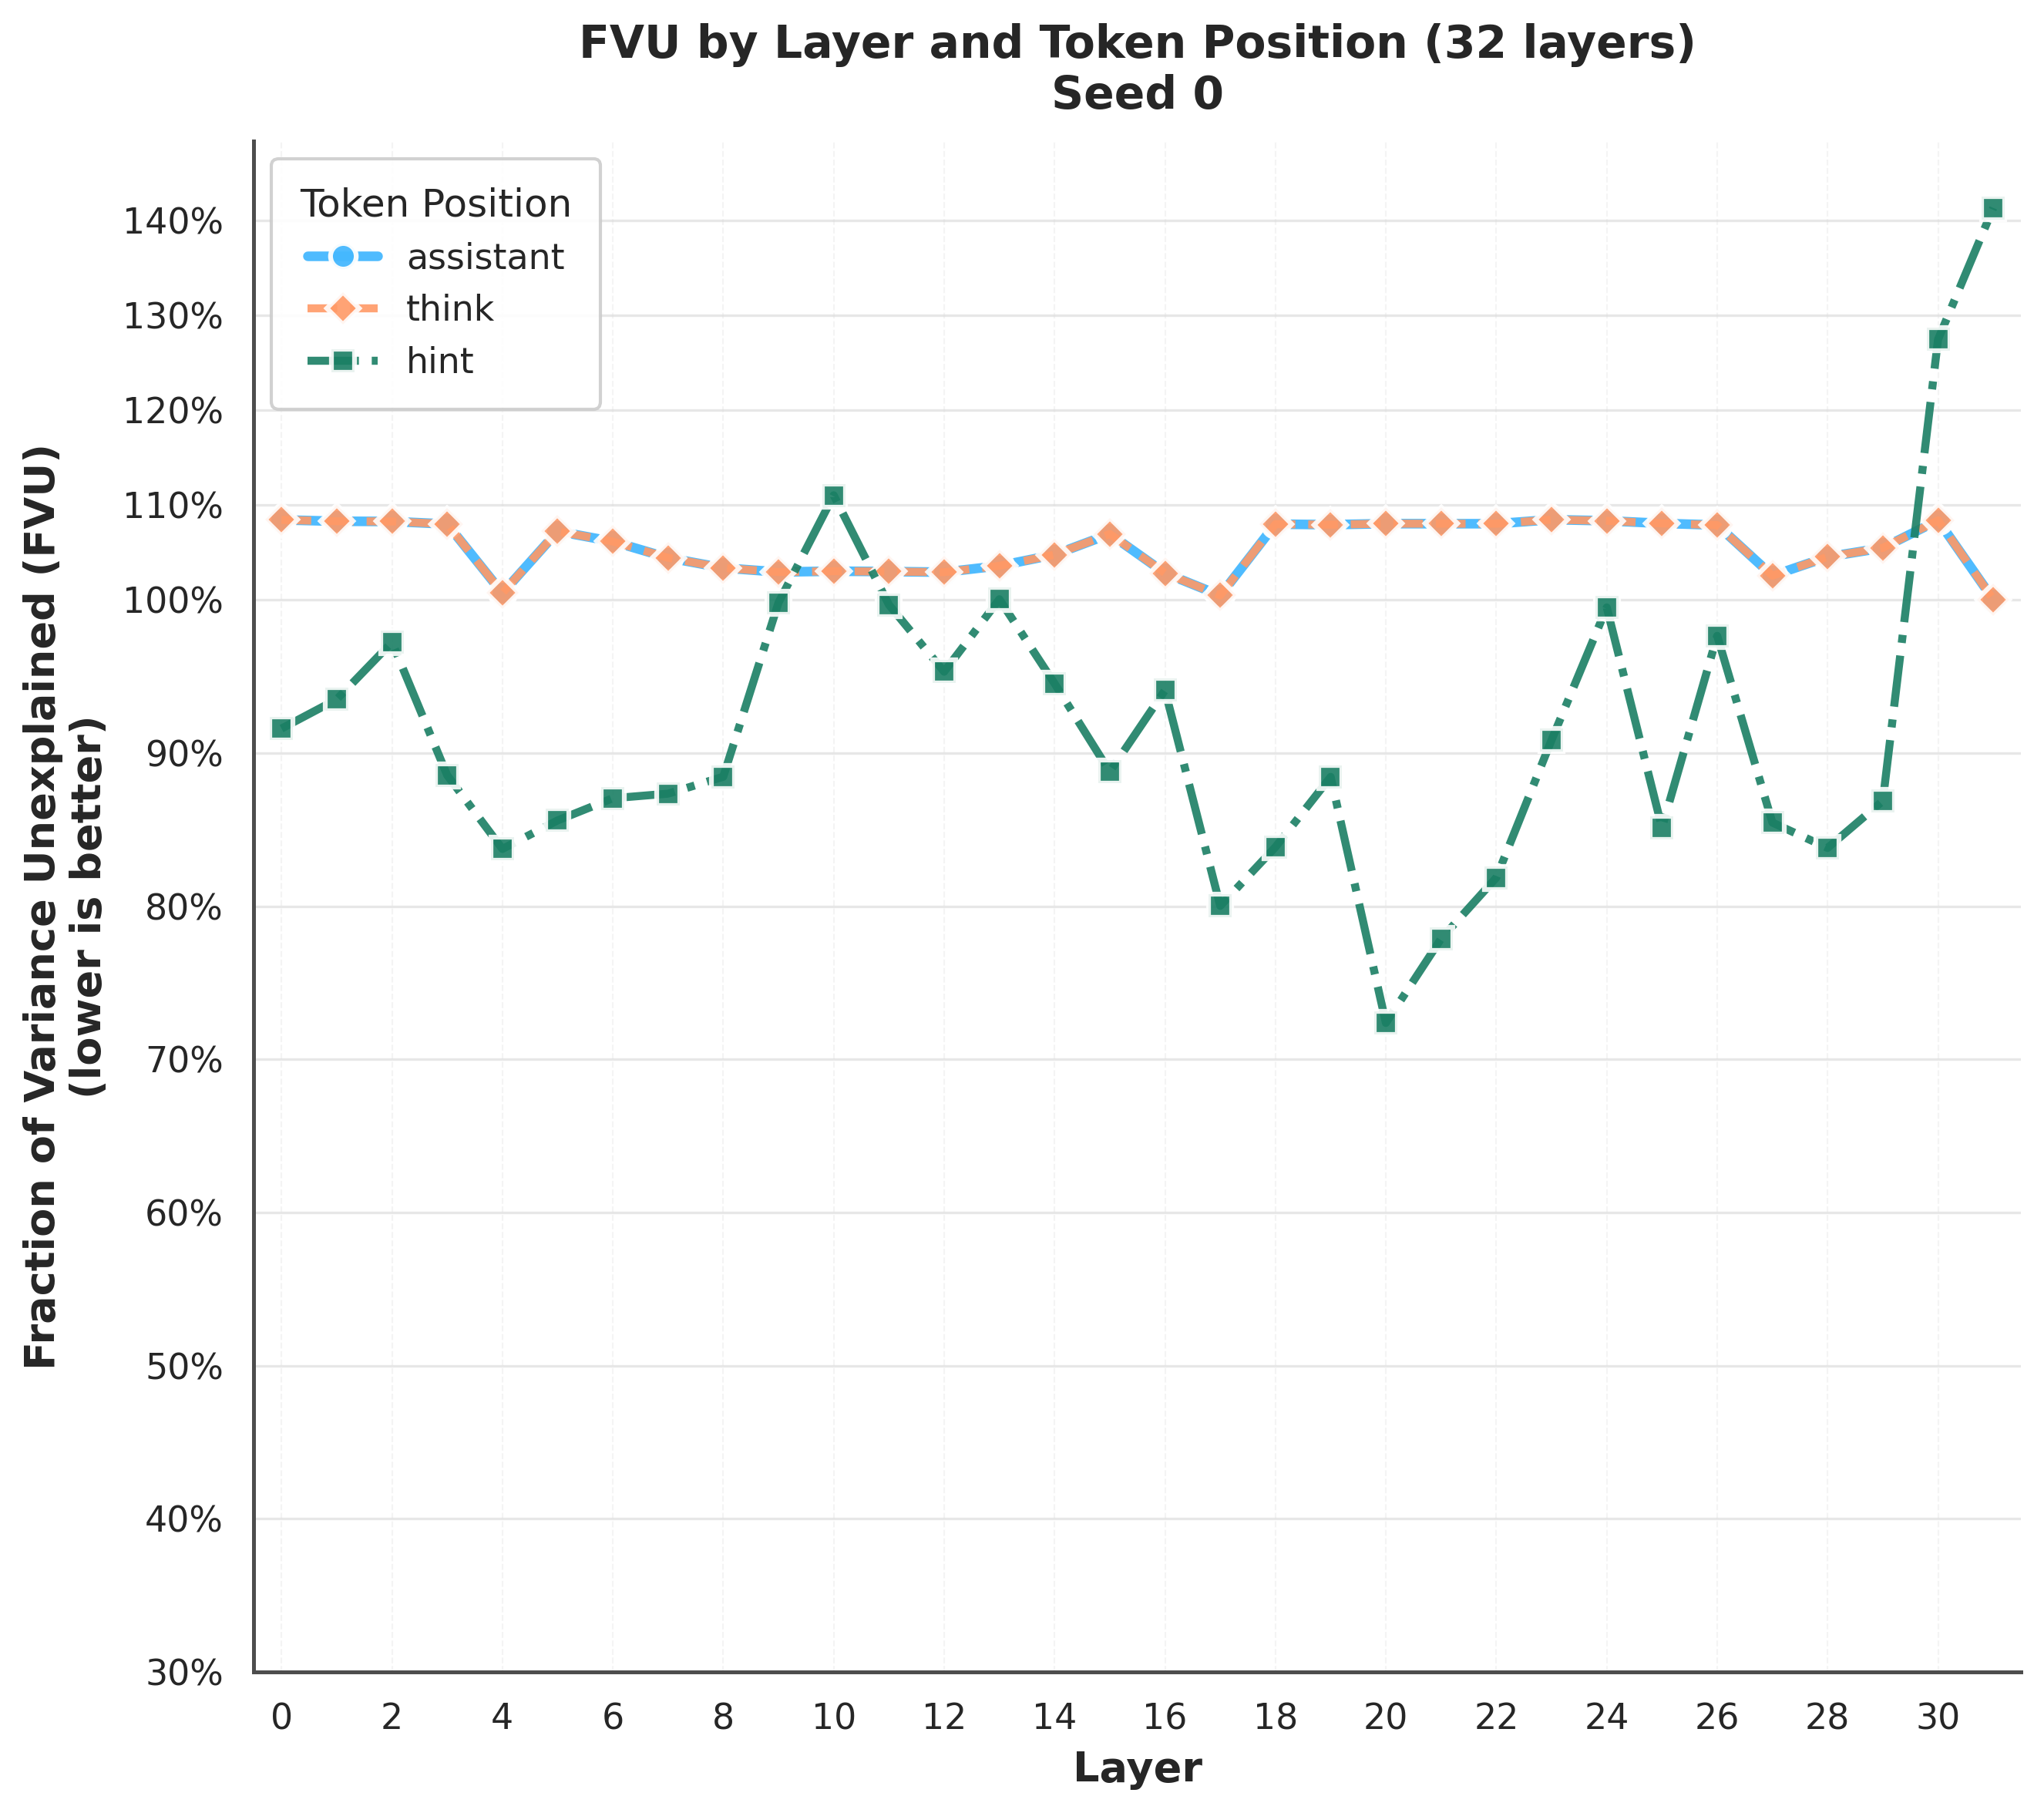 FVU by Layer and Token Position (32 layers)
Seed 0
Token Position
assistant
think
hint
140%
130%
120%
110%
100%
90%
80%
70%
60%
50%
40%
30%
Fraction of Variance Unexplained (FVU)
(lower is better)
0 2 4 6 8 10 12 14 16 18 20 22 24 26 28 30
Layer